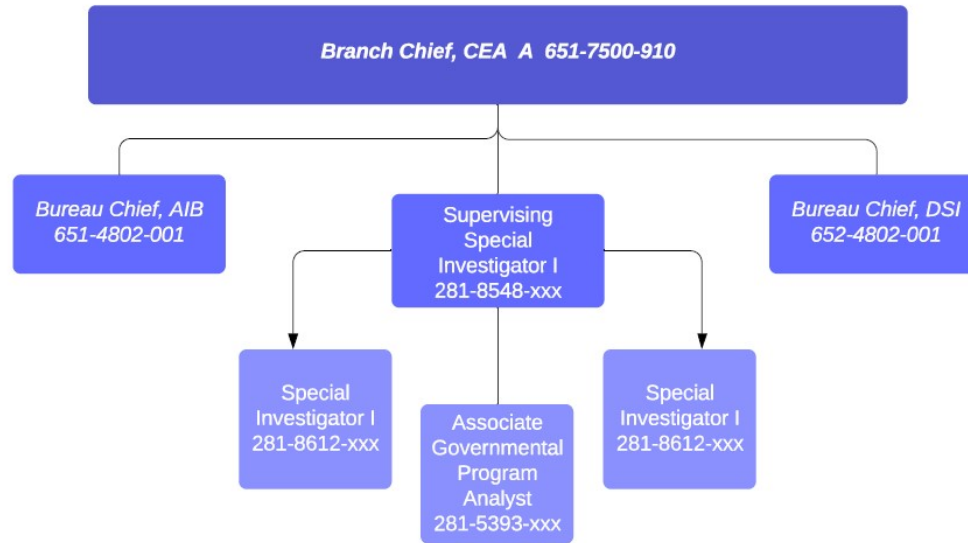 Branch Chief, CEA A 651-7500-910
Bureau Chief, AIB
651-4802-001
Supervising
Special
Investigator I
281-8548-xxx
Bureau Chief, DSI
652-4802-001
Special
Investigator I
281-8612-xxx
Associate
Governmental
Program
Analyst
281-5393-xxx
Special
Investigator I
281-8612-xxx